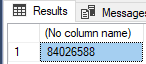 Results Messages
(No column name)
1 84026588